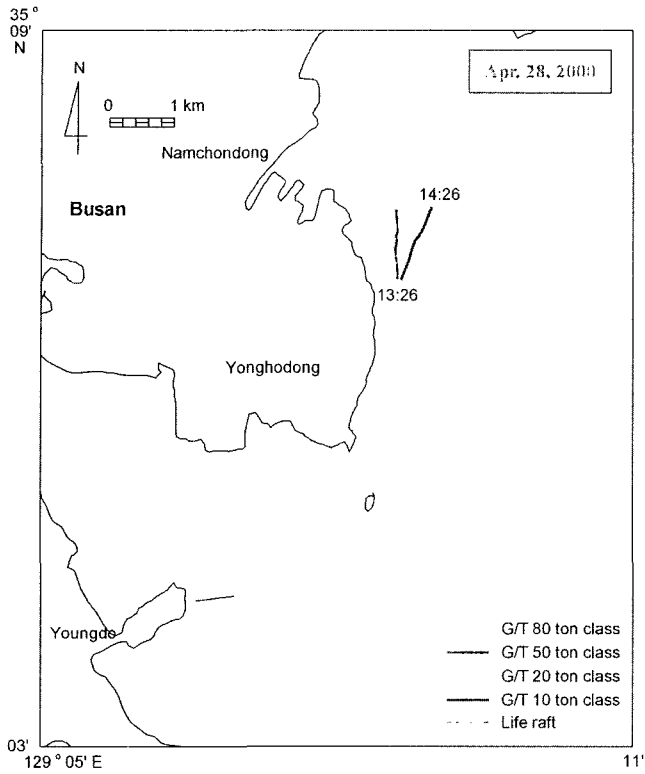 35°
09'
N
Apr. 28, 2000
N
0 1 km
Namchondong
Busan
14:26
13:26
Yonghodong
Youngdo
G/T 80 ton class
G/T 50 ton class
G/T 20 ton class
G/T 10 ton class
Life raft
03'
129° 05' E
11'